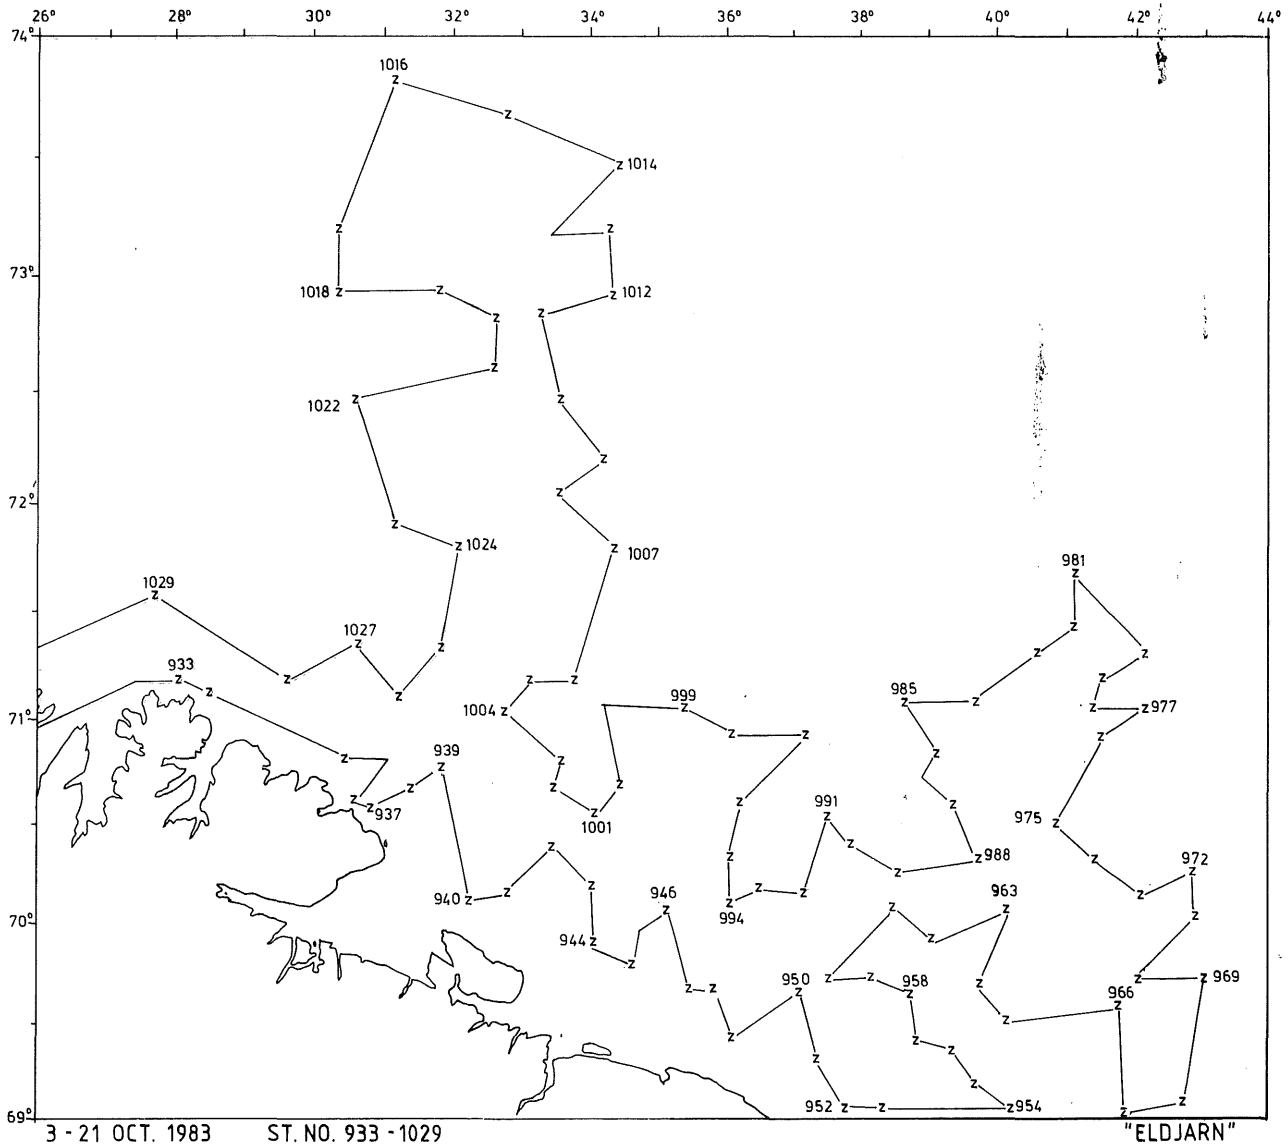 26° 28° 30° 32° 34° 36° 38° 40° 42° 44°
74°
1016
Z
Z
Z 1014
Z Z
73°
1018 Z Z Z 1012
Z Z
Z
1022 Z Z
Z
72°
Z
Z
Z 1024 Z 1007
981
Z
1029
Z
Z
1027
Z Z Z
933
Z Z Z Z Z Z
Z Z
985 999
71°
1004 Z Z Z Z Z Z Z 977
Z Z Z
939
Z Z Z Z
Z Z Z
Z Z Z Z
937 1001 991 975
Z Z Z
Z Z
Z Z Z 988
Z 972
Z
940 Z Z Z Z Z Z Z
994 946 963
70°
Z Z Z Z
944 Z Z
Z
950 958 966 969
Z Z Z Z Z
Z Z Z Z Z Z
Z
Z Z
Z Z
Z
Z
69°
952 Z Z Z 954 Z Z
3 - 21 OCT. 1983 ST. NO. 933 - 1029 "ELDJARN"